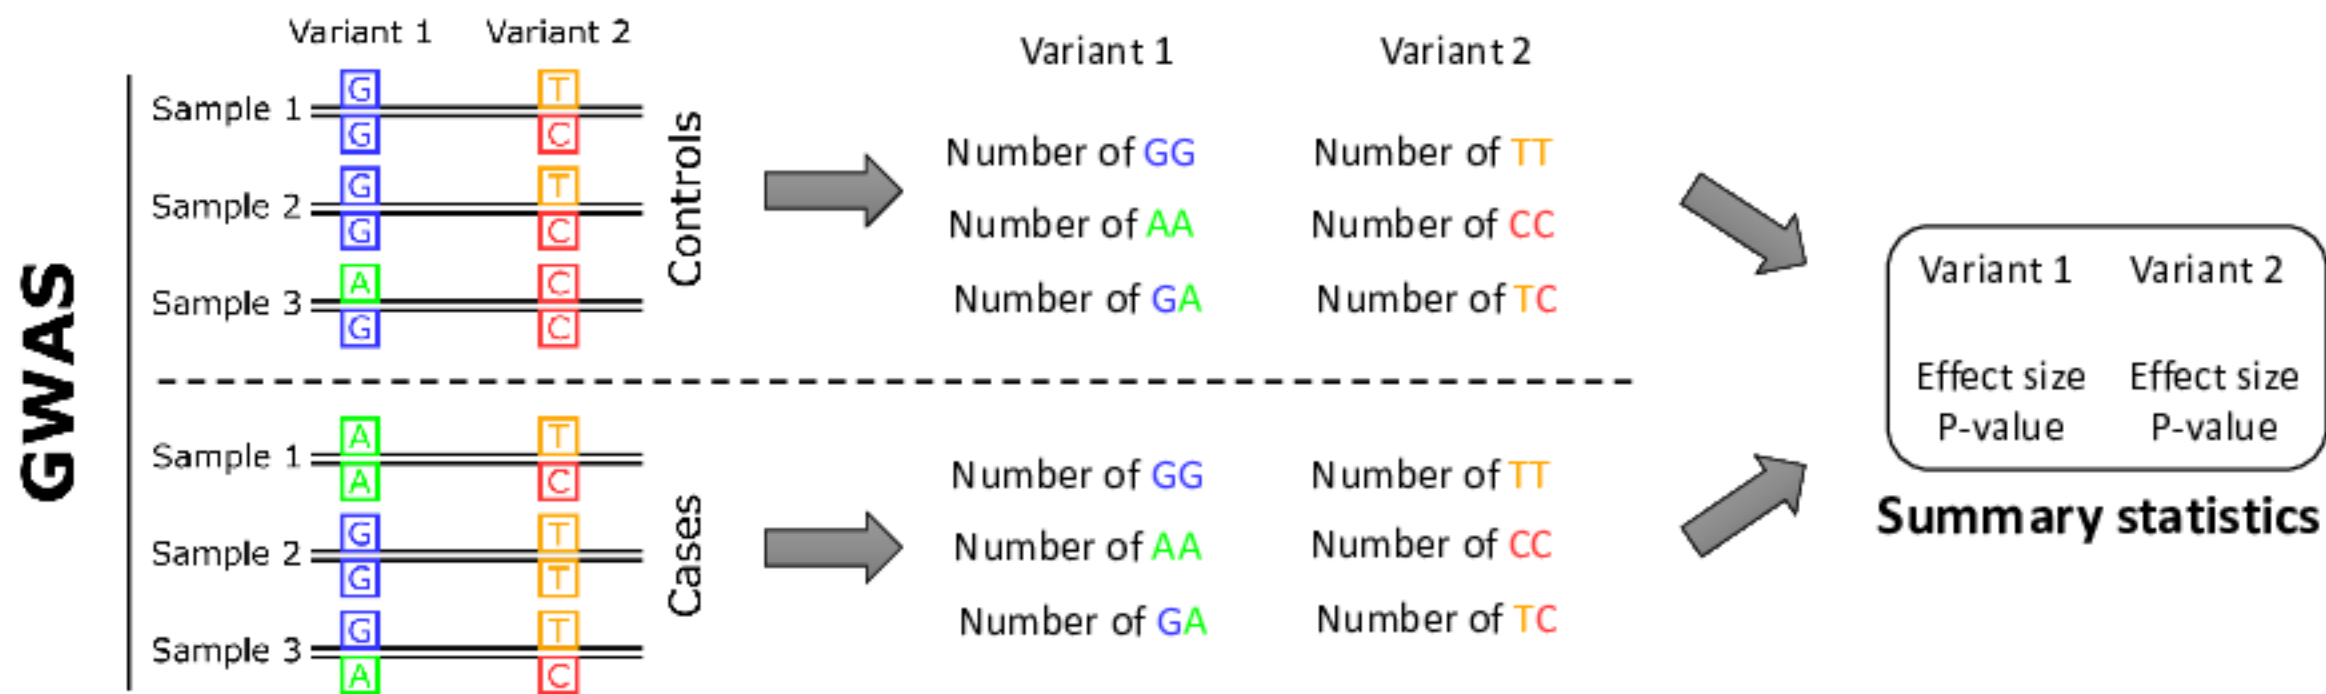 GWAS
Variant 1 Variant 2
G T
Sample 1
G C
G T
Sample 2
G C
A C
Sample 3
G C
Controls
A T
Sample 1
A C
G T
Sample 2
G T
G T
Sample 3
A C
Cases
Variant 1 Variant 2
Number of GG Number of TT
Number of AA Number of CC
Number of GA Number of TC
Number of GG Number of TT
Number of AA Number of CC
Number of GA Number of TC
Variant 1 Variant 2
Effect size Effect size
P-value P-value
Summary statistics